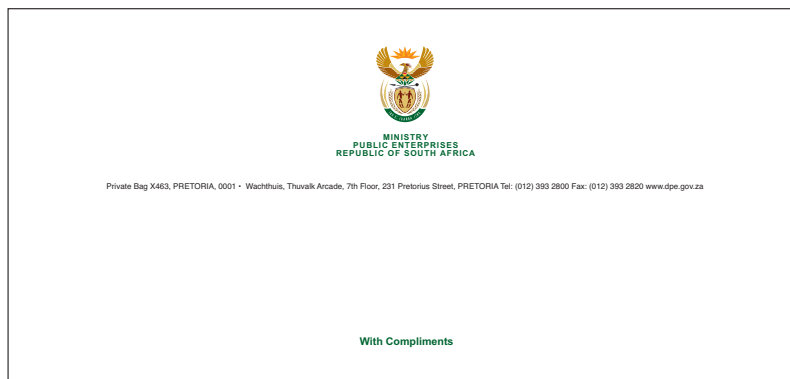 MINISTRY
PUBLIC ENTERPRISES
REPUBLIC OF SOUTH AFRICA
Private Bag X463, PRETORIA, 0001 • Wachthuis, Thuvalk Arcade, 7th Floor, 231 Pretorius Street, PRETORIA Tel: (012) 393 2800 Fax: (012) 393 2820 www.dpe.gov.za
With Compliments